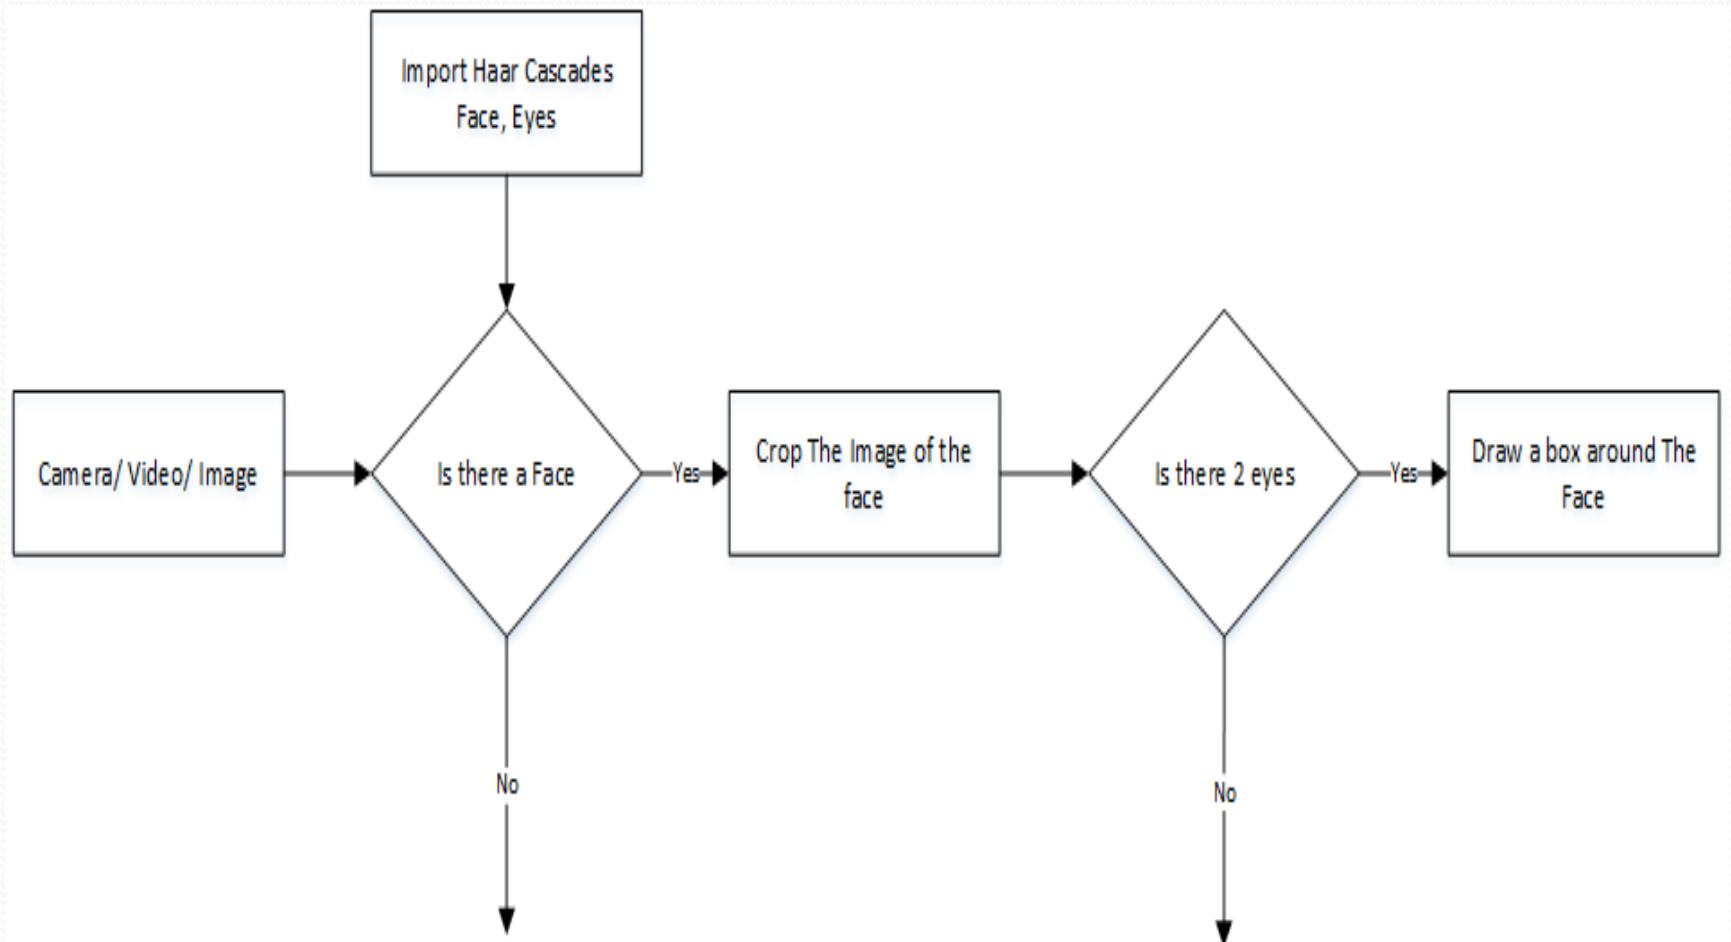 Import Haar Cascades
Face, Eyes
Camera/ Video/ Image
Is there a Face
Yes
Crop The Image of the
face
Is there 2 eyes
Yes
Draw a box around The
Face
No
No